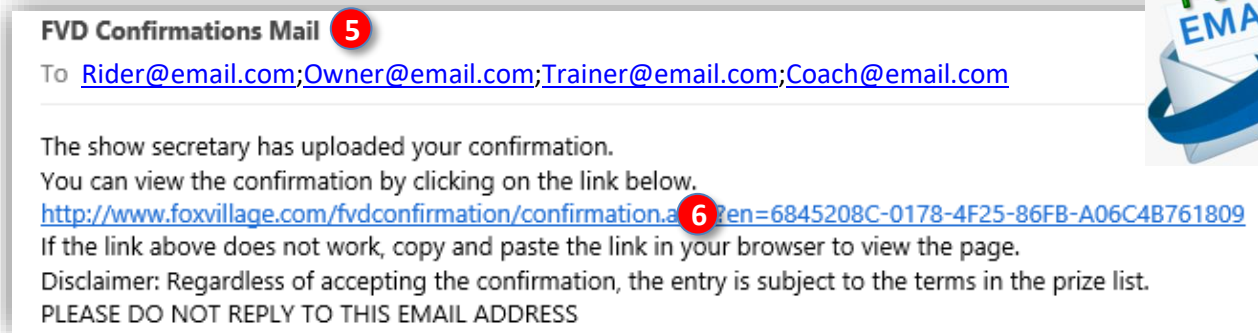 FVD Confirmations Mail 5
To Rider@email.com;Owner@email.com;Trainer@email.com;Coach@email.com
EMA
The show secretary has uploaded your confirmation.
You can view the confirmation by clicking on the link below.
http://www.foxvillage.com/fvdconfirmation/confirmation.a 6 ?en=6845208C-0178-4F25-86FB-A06C4B761809
If the link above does not work, copy and paste the link in your browser to view the page.
Disclaimer: Regardless of accepting the confirmation, the entry is subject to the terms in the prize list.
PLEASE DO NOT REPLY TO THIS EMAIL ADDRESS